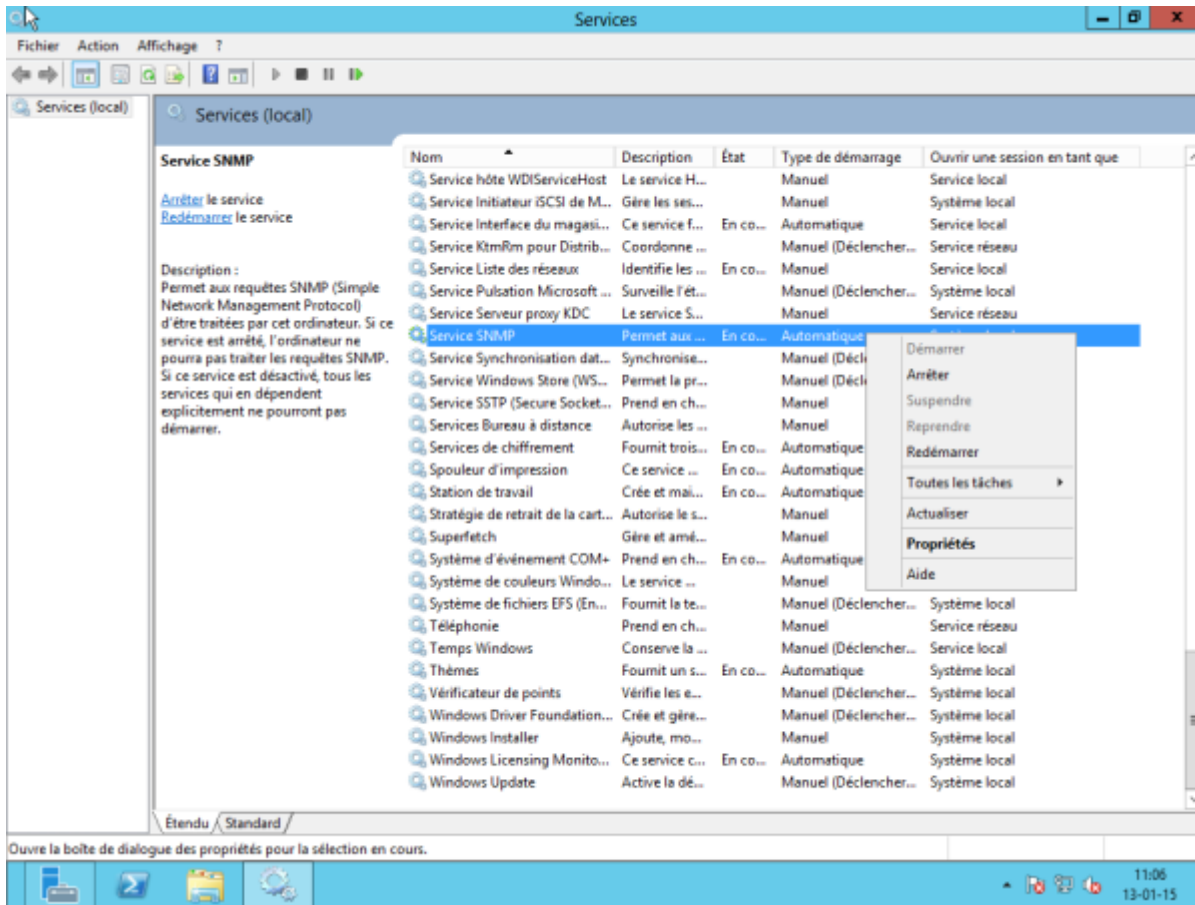 Services
Fichier Action Affichage ?
Services (local)
Services (local)
Service SNMP
Arrêter le service
Redémarrer le service
Description :
Permet aux requêtes SNMP (Simple
Network Management Protocol)
d'être traitées par cet ordinateur. Si ce
service est arrêté, l'ordinateur ne
pourra pas traiter les requêtes SNMP.
Si ce service est désactivé, tous les
services qui en dépendent
explicitement ne pourront pas
démarrer.
Nom Description État Type de démarrage Ouvrir une session en tant que
Service hôte WDIServiceHost Le service H... Manuel Service local
Service Initiateur iSCSI de M... Gère les ses... Manuel Système local
Service Interface du magasi... Ce service f... En co... Automatique Service local
Service KtmRm pour Distrib... Coordonne ... Manuel (Déclencher... Service réseau
Service Liste des réseaux Identifie les ... En co... Manuel Service local
Service Pulsation Microsoft ... Surveille l'ét... Manuel (Déclencher... Système local
Service Serveur proxy KDC Le service S... Manuel Service réseau
Service SNMP Permet aux ... En co... Automatique
Service Synchronisation dat... Synchronise... Manuel (Décl
Service Windows Store (WS... Permet la pr... Manuel (Décl
Service SSTP (Secure Socket... Prend en ch... Manuel
Services Bureau à distance Autorise les ... Manuel
Services de chiffrement Fournit trois... En co... Automatique
Spouleur d'impression Ce service ... En co... Automatique
Station de travail Crée et mai... En co... Automatique
Stratégie de retrait de la cart... Autorise le s... Manuel
Superfetch Gère et amé... Manuel
Système d'événement COM+ Prend en ch... En co... Automatique
Système de couleurs Windo... Le service ... Manuel
Système de fichiers EFS (En... Fournit la te... Manuel (Déclencher... Système local
Téléphonie Prend en ch... Manuel Service réseau
Temps Windows Conserve la ... Manuel (Déclencher... Service local
Thèmes Fournit un s... En co... Automatique Système local
Vérificateur de points Vérifie les e... Manuel (Déclencher... Système local
Windows Driver Foundation... Crée et gère... Manuel (Déclencher... Système local
Windows Installer Ajoute, mo... Manuel Système local
Windows Licensing Monito... Ce service c... En co... Automatique Système local
Windows Update Active la dé... Manuel (Déclencher... Système local
Démarrer
Arrêter
Suspendre
Reprendre
Redémarrer
Toutes les tâches
Actualiser
Propriétés
Aide
Étendu Standard
Ouvre la boîte de dialogue des propriétés pour la sélection en cours.
11:06
13-01-15